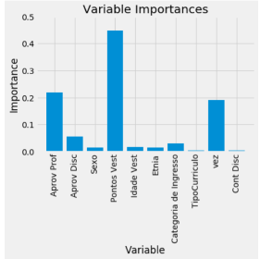 Variable Importances
0.5
0.4
0.3
0.2
0.1
0.0
Importance
Aprov Prof
Aprov Disc
Sexo
Pontos Vest
Idade Vest
Etnia
Categoria de Ingresso
TipoCurriculo
vez
Cont Disc
Variable